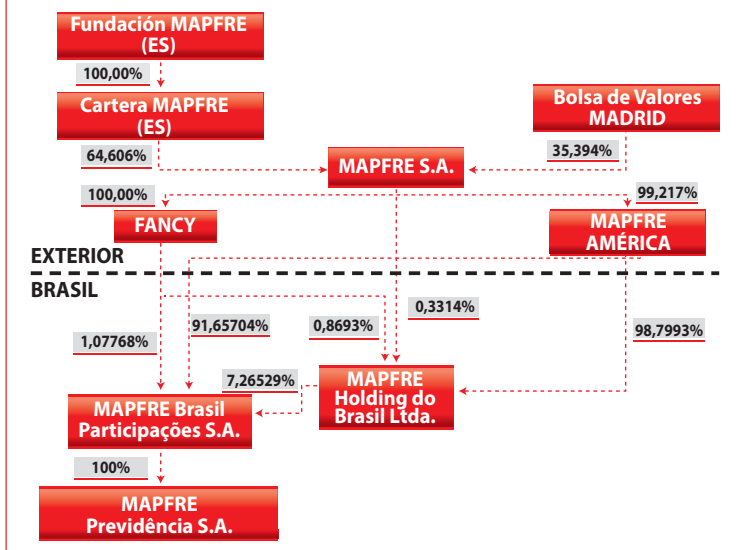 Fundación MAPFRE
(ES)
100,00%
Cartera MAPFRE
(ES)
Bolsa de Valores
MADRID
64,606%
35,394%
MAPFRE S.A.
100,00%
99,217%
FANCY
MAPFRE
AMÉRICA
EXTERIOR
BRASIL
1,07768%
91,65704%
0,8693%
0,3314%
98,7993%
7,26529%
MAPFRE
Holding do
Brasil Ltda.
MAPFRE Brasil
Participações S.A.
100%
MAPFRE
Previdência S.A.